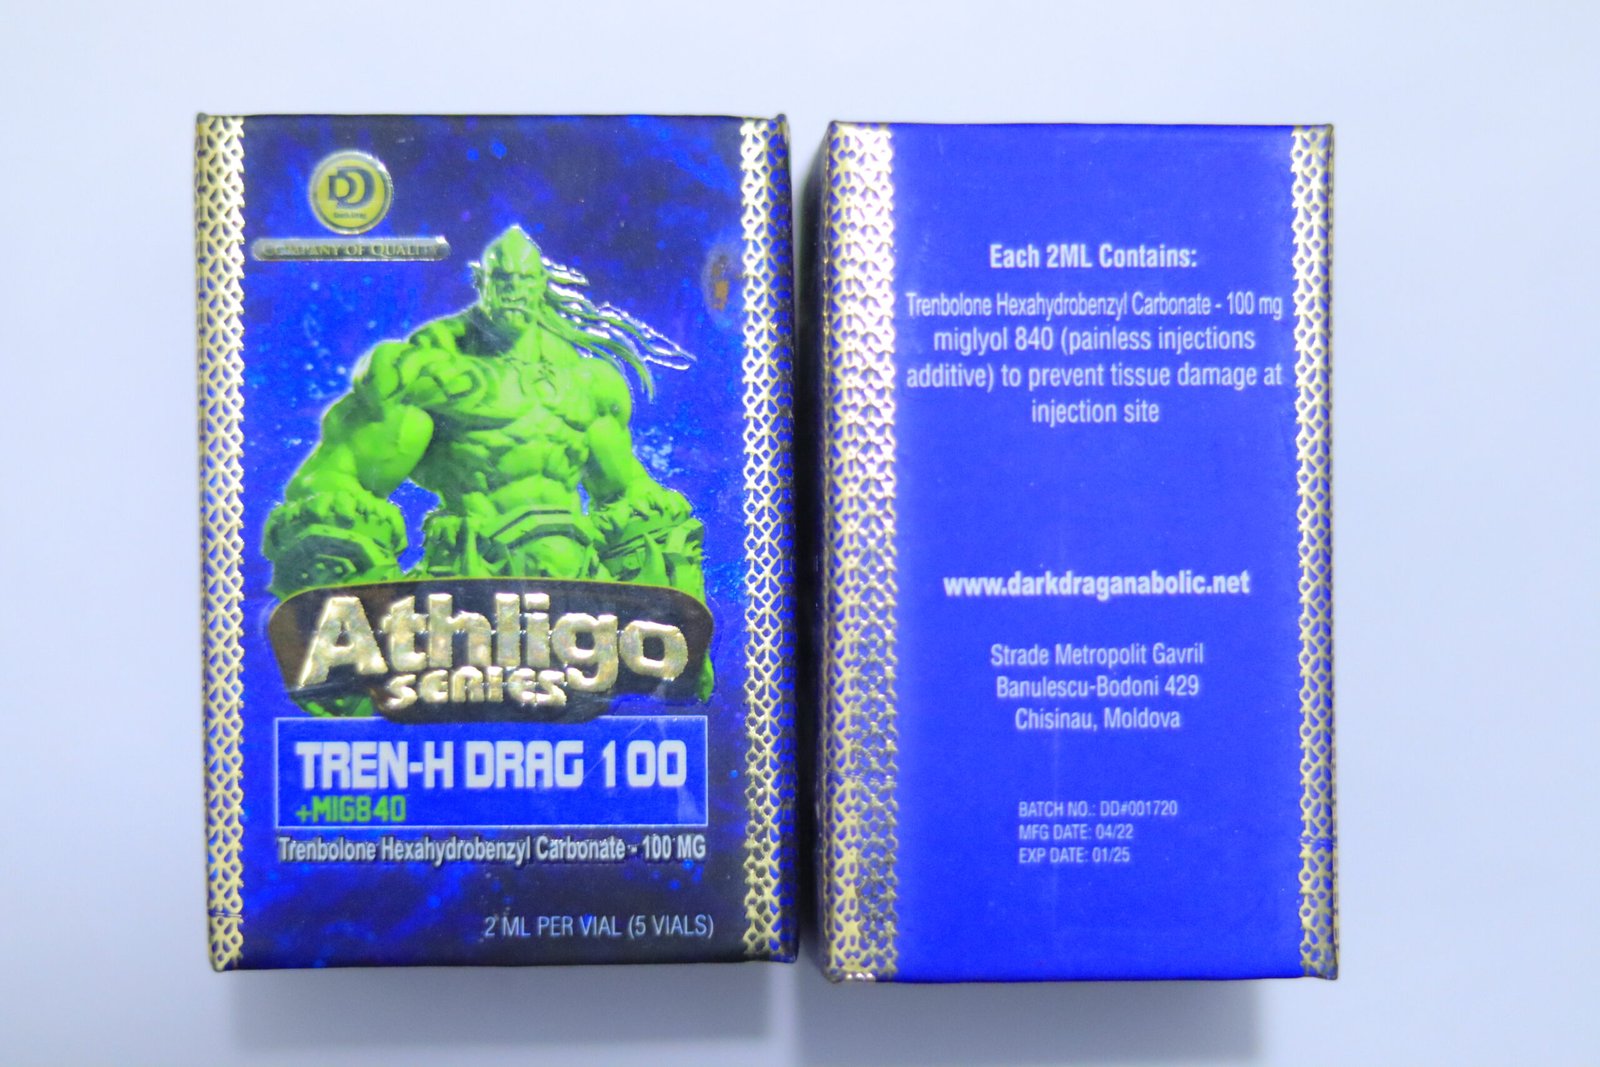 DD
Dark Drag
COMPANY OF QUALITY
Athligo
SERIES
TREN-H DRAG 100
+MIG840
Trenbolone Hexahydrobenzyl Carbonate - 100 MG
2 ML PER VIAL (5 VIALS)
Each 2ML Contains:
Trenbolone Hexahydrobenzyl Carbonate - 100 mg
miglyol 840 (painless injections
additive) to prevent tissue damage at
injection site
www.darkdraganabolic.net
Strade Metropolit Gavril
Banulescu-Bodoni 429
Chisinau, Moldova
BATCH NO.: DD#001720
MFG DATE: 04/22
EXP DATE: 01/25